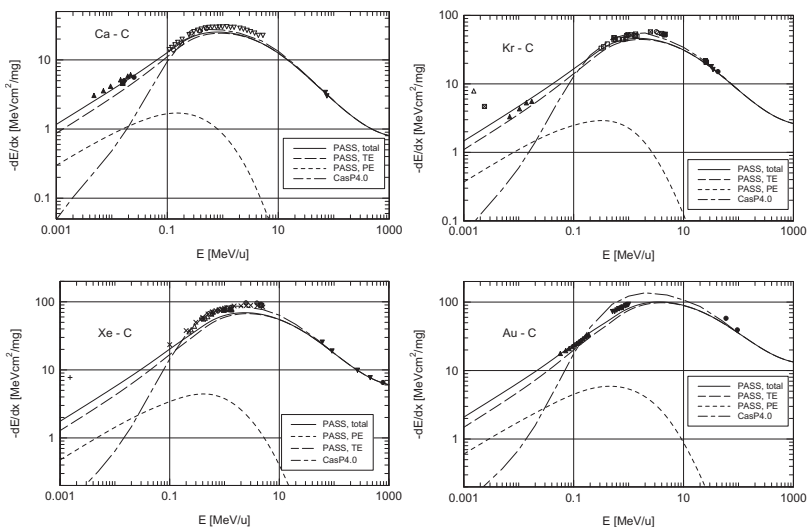 Ca - C
-dE/dx [MeVcm²/mg]
10
1
0.1
PASS, total
PASS, TE
PASS, PE
CasP4.0
0.001
0.1
10
1000
E [MeV/u]
Kr - C
-dE/dx [MeVcm²/mg]
100
10
1
0.1
PASS, total
PASS, TE
PASS, PE
CasP4.0
0.001
0.1
10
1000
E [MeV/u]
Xe - C
-dE/dx [MeVcm²/mg]
100
10
1
PASS, total
PASS, PE
PASS, TE
CasP4.0
0.001
0.1
10
1000
E [MeV/u]
Au - C
-dE/dx [MeVcm²/mg]
100
10
1
PASS, total
PASS, TE
PASS, PE
CasP4.0
0.001
0.1
10
1000
E [MeV/u]